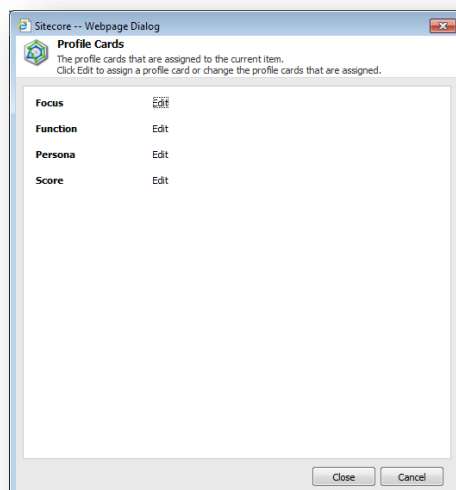 Sitecore -- Webpage Dialog
Profile Cards
The profile cards that are assigned to the current item.
Click Edit to assign a profile card or change the profile cards that are assigned.
Focus Edit
Function Edit
Persona Edit
Score Edit
Close Cancel